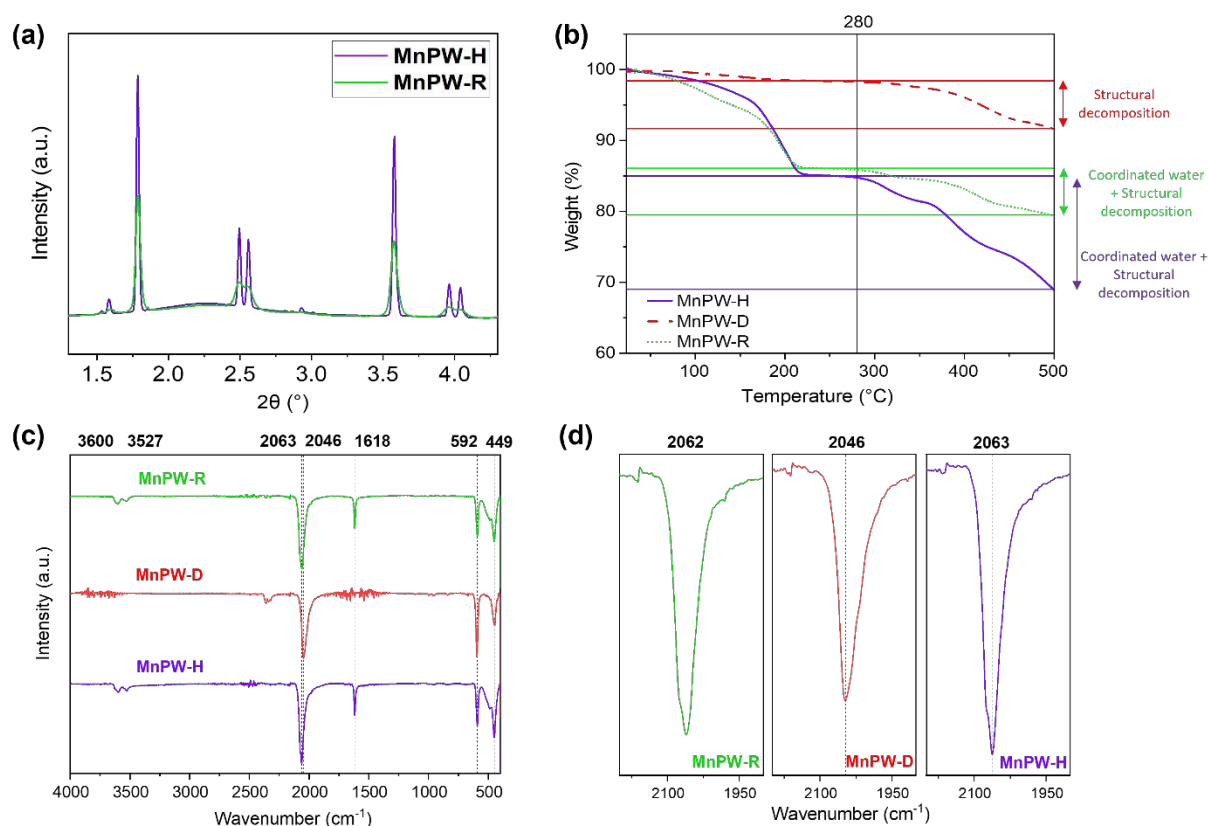 (a)
MnPW-H
MnPW-R
Intensity (a.u.)
1.5 2.0 2.5 3.0 3.5 4.0
2θ (°)
(b)
280
100
90
80
70
60
Weight (%)
MnPW-H
MnPW-D
MnPW-R
100 200 300 400 500
Temperature (°C)
Structural
decomposition
Coordinated water
+ Structural
decomposition
Coordinated water +
Structural
decomposition
(c)
3600 3527 2063 2046 1618 592 449
MnPW-R
MnPW-D
MnPW-H
Intensity (a.u.)
4000 3500 3000 2500 2000 1500 1000 500
Wavenumber (cm⁻¹)
(d)
2062 2046 2063
MnPW-R MnPW-D MnPW-H
2100 1950 2100 1950 2100 1950
Wavenumber (cm⁻¹)